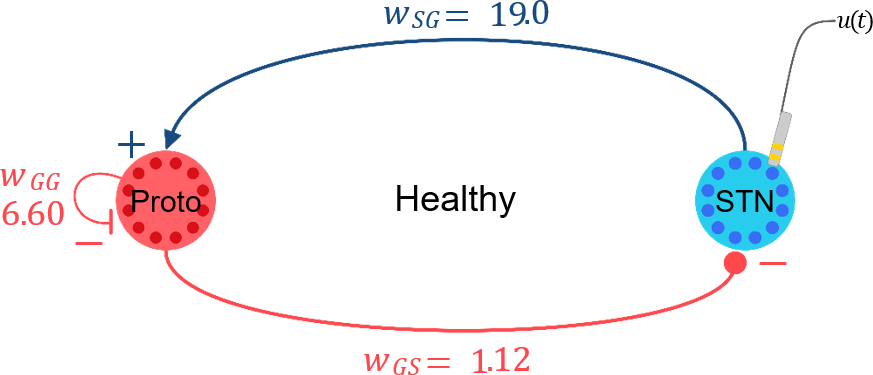 w_SG = 19.0
u(t)
+
w_GG
6.60
Proto
Healthy
STN
−
−
w_GS = 1.12